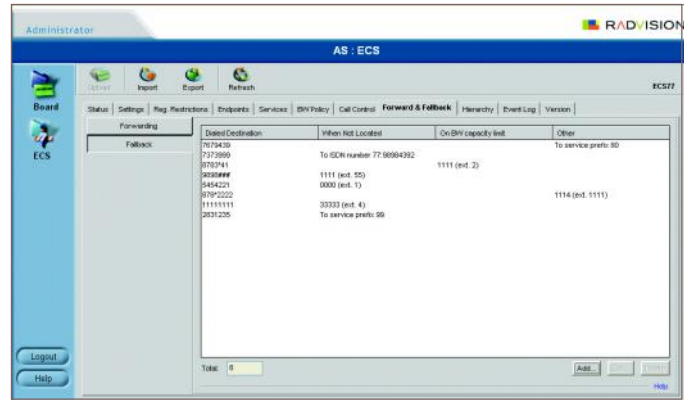 Administrator
RADVISION
AS : ECS
Upload Import Export Refresh
ECS77
Board
ECS
Status Settings Reg. Restrictions Endpoints Services BW Policy Call Control Forward & Fallback Hierarchy Event Log Version
Forwarding
Fallback
Dialed Destination When Not Located On BW capacity limit Other
7679439 To service prefix 80
7373999 To ISDN number 77:98984392
8783*41 1111 (ext. 2)
9898### 1111 (ext. 55)
5454221 0000 (ext. 1)
878*2222 1114 (ext. 1111)
11111111 33333 (ext. 4)
2831235 To service prefix 99
Total: 8
Add... Edit... Delete
Logout
Help
Help